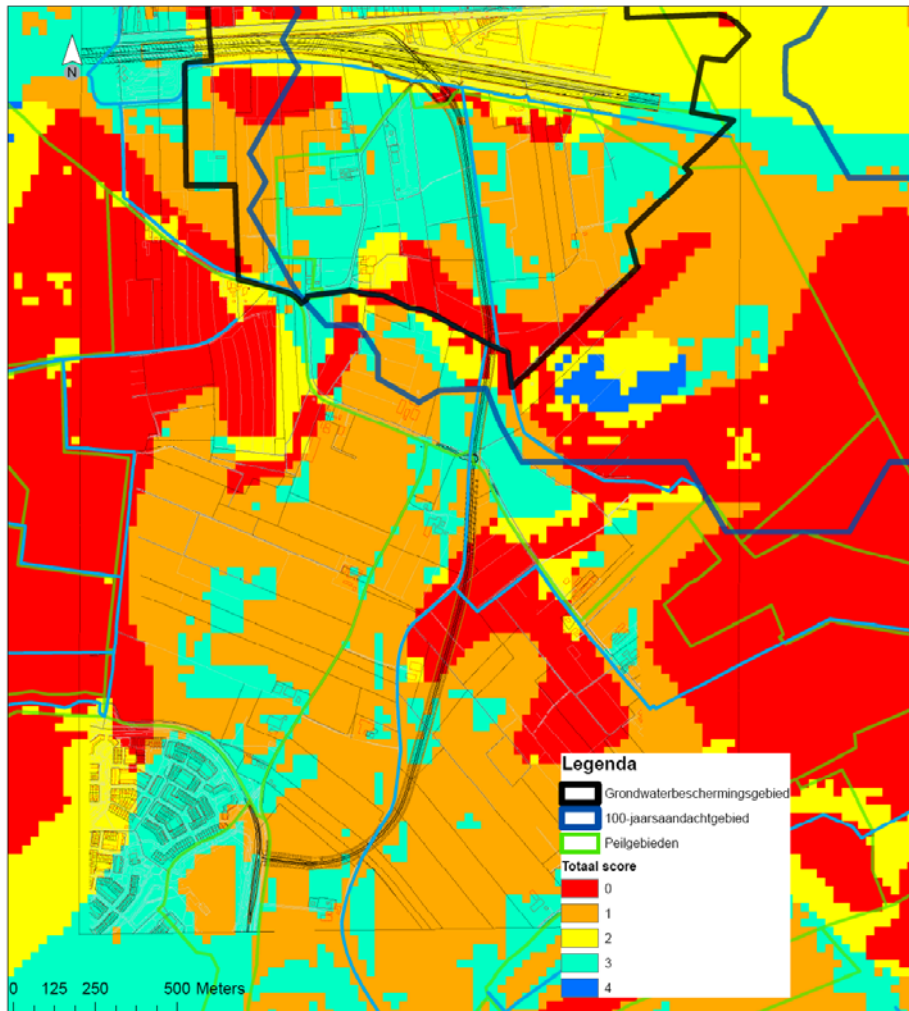 N
Legenda
Grondwaterbeschermingsgebied
100-jaarsaandachtgebied
Peilgebieden
Totaal score
0
1
2
3
4
0 125 250 500 Meters